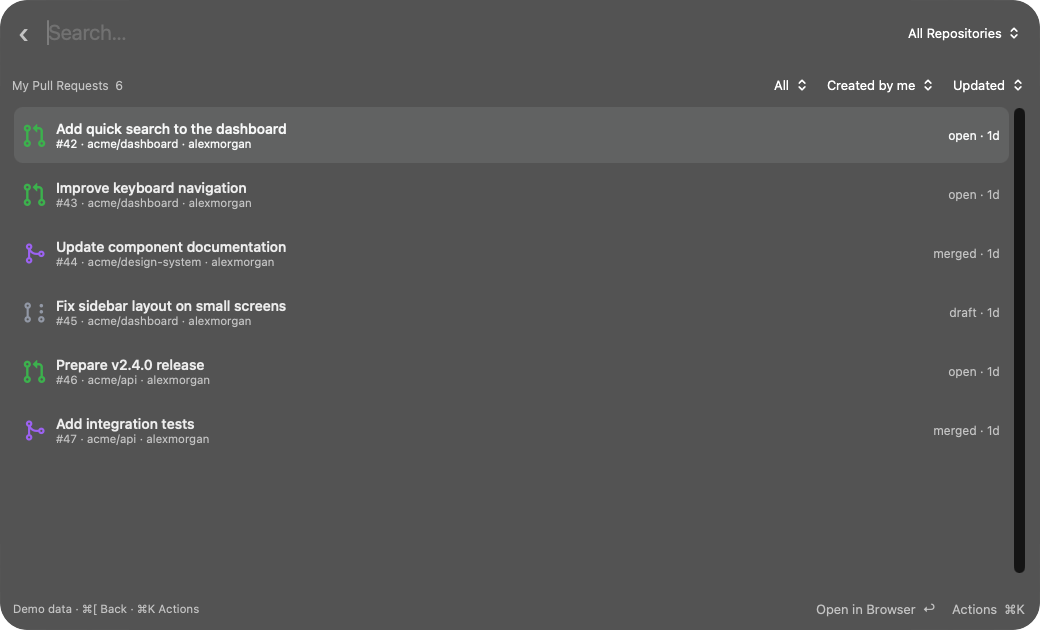 Search...
All Repositories
My Pull Requests 6
All
Created by me
Updated
Add quick search to the dashboard
#42 · acme/dashboard · alexmorgan
open · 1d
Improve keyboard navigation
#43 · acme/dashboard · alexmorgan
open · 1d
Update component documentation
#44 · acme/design-system · alexmorgan
merged · 1d
Fix sidebar layout on small screens
#45 · acme/dashboard · alexmorgan
draft · 1d
Prepare v2.4.0 release
#46 · acme/api · alexmorgan
open · 1d
Add integration tests
#47 · acme/api · alexmorgan
merged · 1d
Demo data · ⌘[ Back · ⌘K Actions
Open in Browser ↩
Actions ⌘K